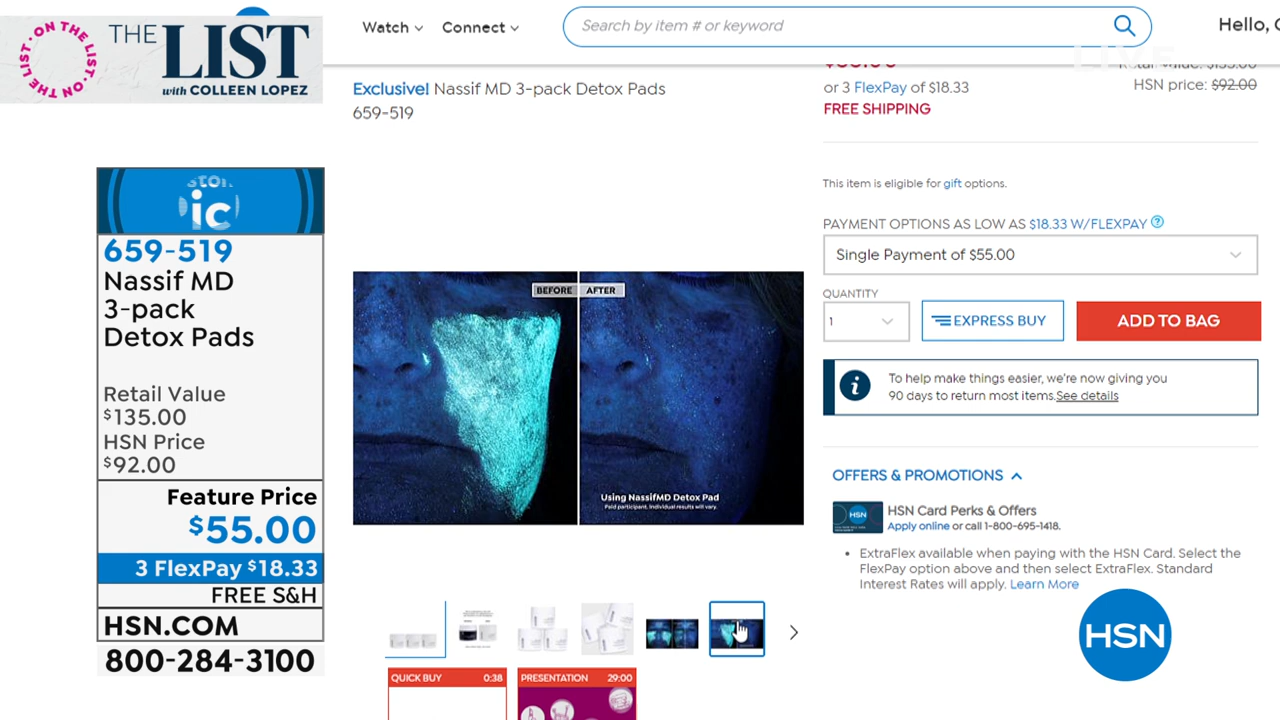 ON THE LIST · ON THE LIST ·
THE LIST
with COLLEEN LOPEZ
Watch
Connect
Search by item # or keyword
Hello,
LIVE
Exclusive! Nassif MD 3-pack Detox Pads
659-519
or 3 FlexPay of $18.33
FREE SHIPPING
HSN price: $92.00
This item is eligible for gift options.
PAYMENT OPTIONS AS LOW AS $18.33 W/FLEXPAY ?
Single Payment of $55.00
QUANTITY
1
EXPRESS BUY
ADD TO BAG
i
To help make things easier, we're now giving you
90 days to return most items.See details
OFFERS & PROMOTIONS
HSN
HSN Card Perks & Offers
Apply online or call 1-800-695-1418.
• ExtraFlex available when paying with the HSN Card. Select the
FlexPay option above and then select ExtraFlex. Standard
Interest Rates will apply. Learn More
HSN
BEFORE
AFTER
Using NassifMD Detox Pad
Paid participant. Individual results will vary.
QUICK BUY 0:38
PRESENTATION 29:00
ic
659-519
Nassif MD
3-pack
Detox Pads
Retail Value
$135.00
HSN Price
$92.00
Feature Price
$55.00
3 FlexPay $18.33
FREE S&H
HSN.COM
800-284-3100